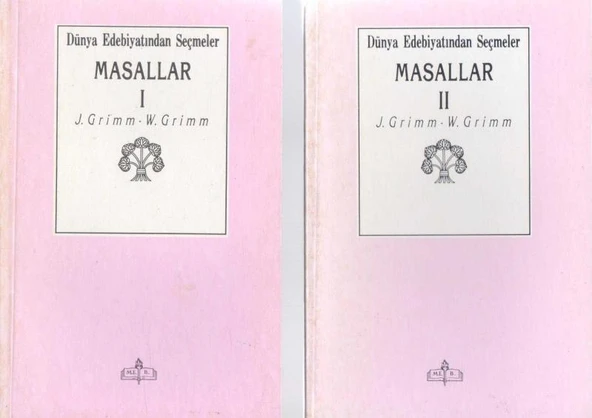 Dünya Edebiyatından Seçmeler
MASALLAR
I
J. Grimm - W. Grimm
M.E. B.
Dünya Edebiyatından Seçmeler
MASALLAR
II
J. Grimm - W. Grimm
M.E. B.